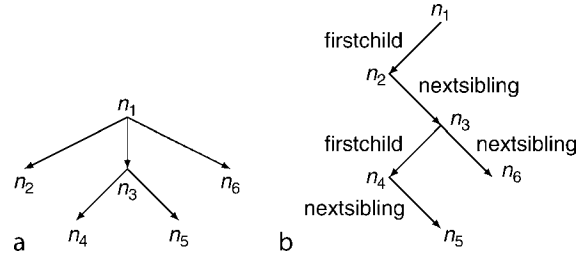 n1
n2
n3
n6
n4
n5
a
n1
firstchild
n2
nextsibling
n3
firstchild
nextsibling
n4
n6
nextsibling
n5
b